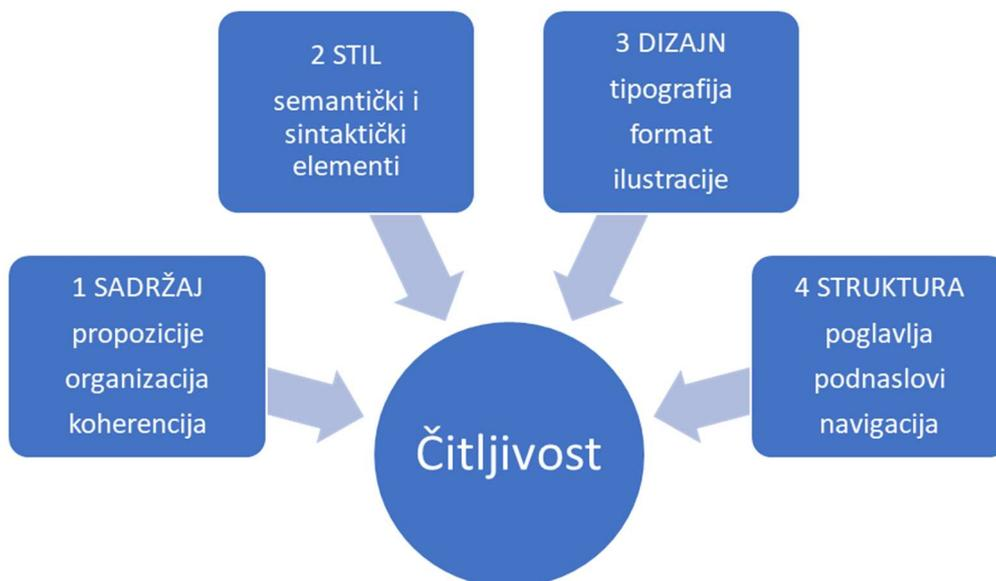 1 SADRŽAJ
propozicije
organizacija
koherencija
2 STIL
semantički i
sintaktički
elementi
3 DIZAJN
tipografija
format
ilustracije
4 STRUKTURA
poglavlja
podnaslovi
navigacija
Čitljivost